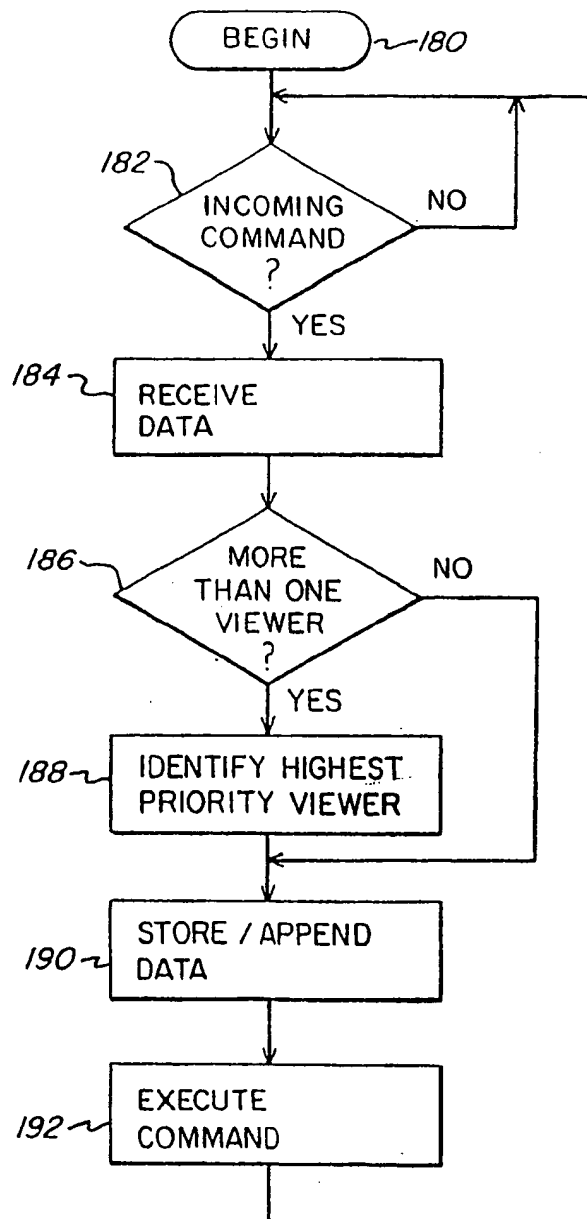 BEGIN
180
182
INCOMING
COMMAND
?
NO
YES
184
RECEIVE
DATA
186
MORE
THAN ONE
VIEWER
?
NO
YES
188
IDENTIFY HIGHEST
PRIORITY VIEWER
190
STORE / APPEND
DATA
192
EXECUTE
COMMAND